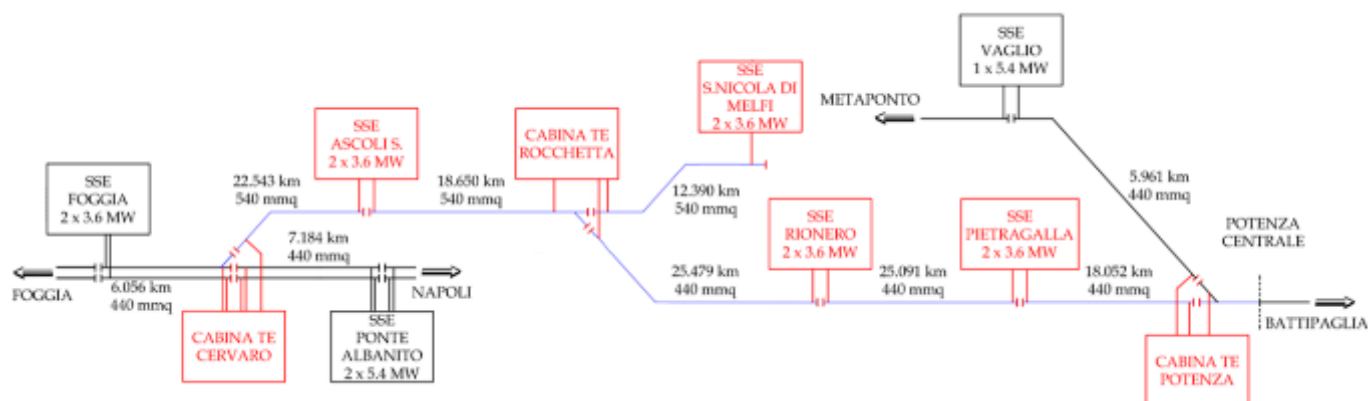 SSE
VAGLIO
1 x 5.4 MW
SSE
S.NICOLA DI
MELFI
2 x 3.6 MW
METAPONTO
SSE
ASCOLI S.
2 x 3.6 MW
CABINA TE
ROCCHETTA
SSE
FOGGIA
2 x 3.6 MW
22.543 km
540 mmq
18.650 km
540 mmq
12.390 km
540 mmq
5.961 km
440 mmq
SSE
RIONERO
2 x 3.6 MW
SSE
PIETRAGALLA
2 x 3.6 MW
POTENZA
CENTRALE
7.184 km
440 mmq
FOGGIA
6.056 km
440 mmq
NAPOLI
25.479 km
440 mmq
25.091 km
440 mmq
18.052 km
440 mmq
BATTIPAGLIA
CABINA TE
CERVARO
SSE
PONTE
ALBANITO
2 x 5.4 MW
CABINA TE
POTENZA